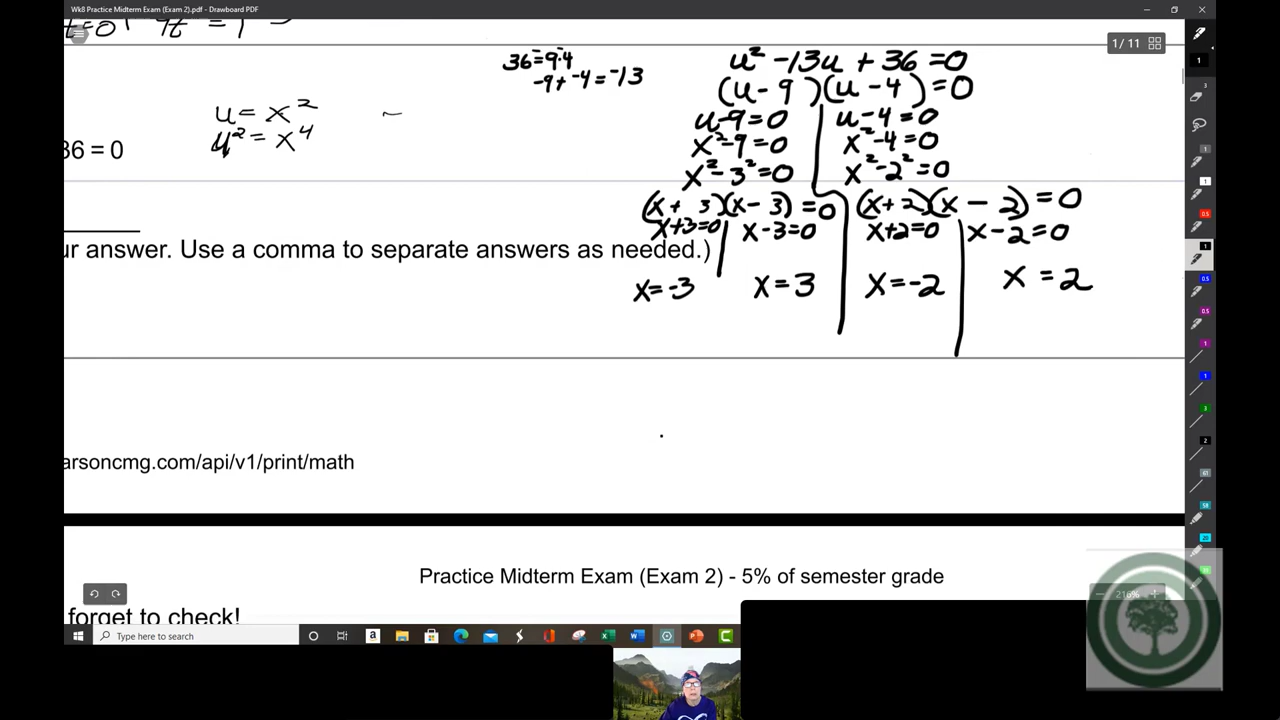 Wk8 Practice Midterm Exam (Exam 2).pdf - Drawboard PDF
1 / 11
36 = -9·-4
-9 + -4 = -13
u² - 13u + 36 = 0
(u - 9)(u - 4) = 0
u - 9 = 0
u - 4 = 0
x² - 9 = 0
x² - 4 = 0
x² - 3² = 0
x² - 2² = 0
(x + 3)(x - 3) = 0
(x + 2)(x - 2) = 0
x + 3 = 0
x - 3 = 0
x + 2 = 0
x - 2 = 0
x = -3
x = 3
x = -2
x = 2
u = x²
u² = x⁴
36 = 0
ur answer. Use a comma to separate answers as needed.)
arsoncmg.com/api/v1/print/math
Practice Midterm Exam (Exam 2) - 5% of semester grade
forget to check!
216%
Type here to search